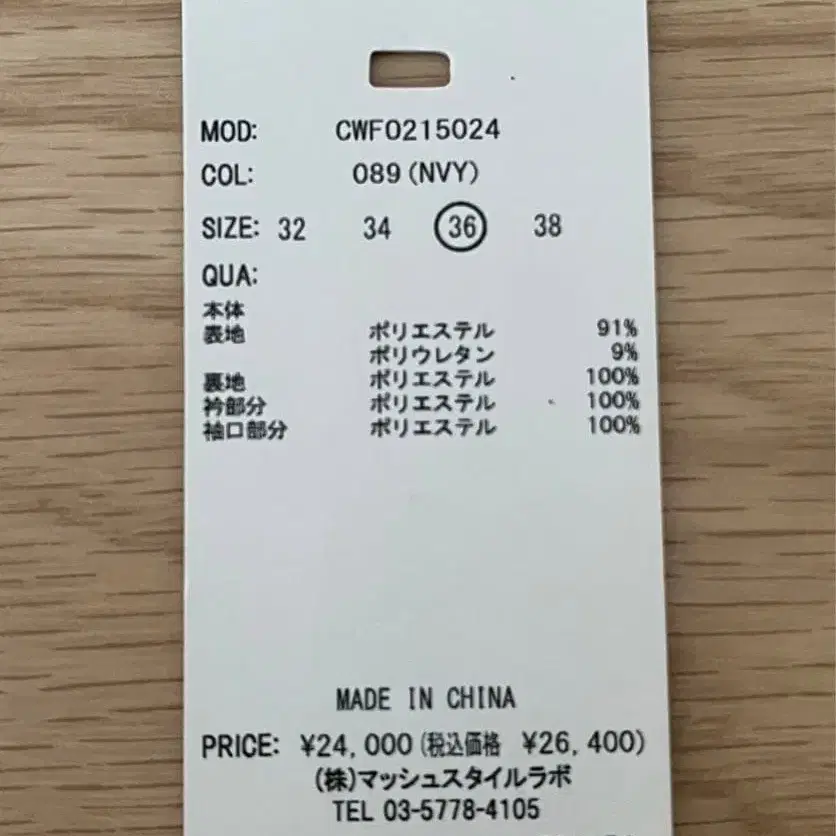 MOD: CWF0215024
COL: 089(NVY)
SIZE: 32 34 36 38
QUA:
本体
表地 ポリエステル 91%
ポリウレタン 9%
裏地 ポリエステル 100%
衿部分 ポリエステル 100%
袖口部分 ポリエステル 100%
MADE IN CHINA
PRICE: ¥24,000(税込価格 ¥26,400)
(株)マッシュスタイルラボ
TEL 03-5778-4105